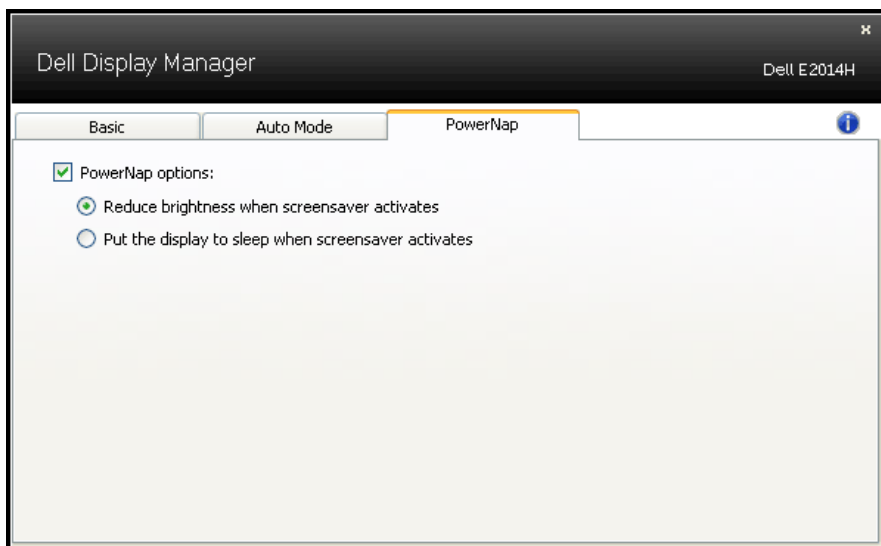 Dell Display Manager
Dell E2014H
Basic
Auto Mode
PowerNap
PowerNap options:
Reduce brightness when screensaver activates
Put the display to sleep when screensaver activates